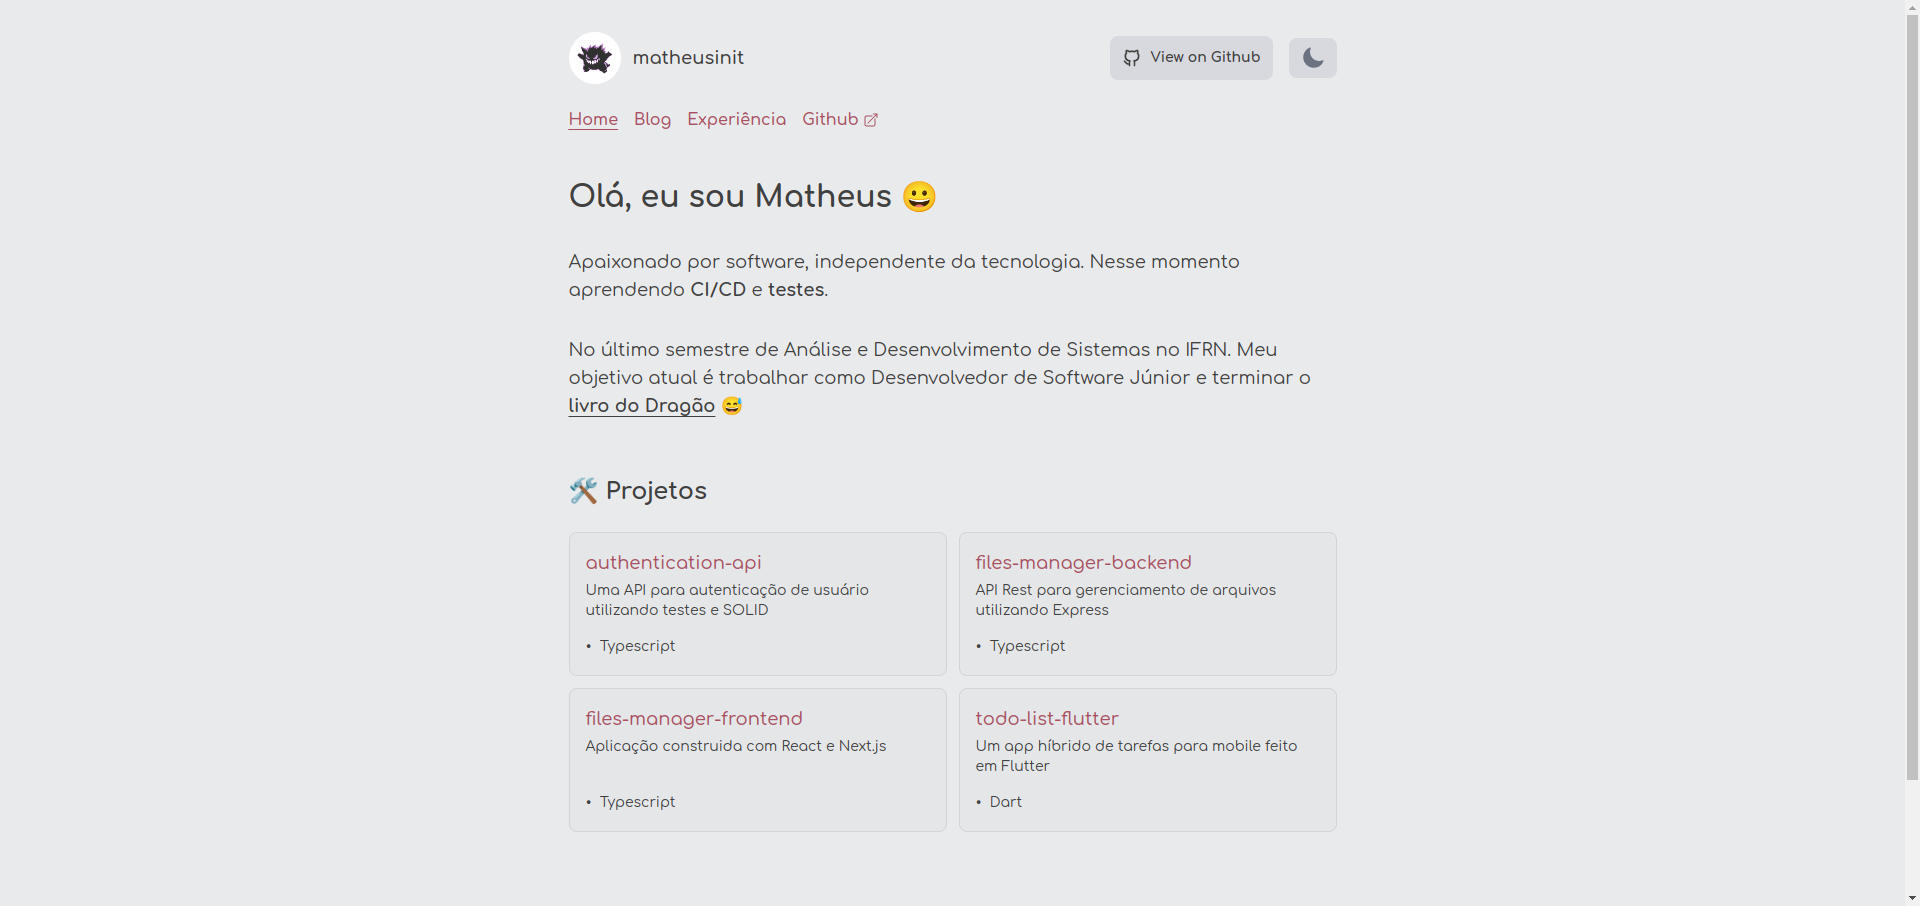 matheusinit
View on Github
Home Blog Experiência Github
Olá, eu sou Matheus 😀
Apaixonado por software, independente da tecnologia. Nesse momento
aprendendo CI/CD e testes.
No último semestre de Análise e Desenvolvimento de Sistemas no IFRN. Meu
objetivo atual é trabalhar como Desenvolvedor de Software Júnior e terminar o
livro do Dragão 😅
🛠️ Projetos
authentication-api
Uma API para autenticação de usuário
utilizando testes e SOLID
• Typescript
files-manager-backend
API Rest para gerenciamento de arquivos
utilizando Express
• Typescript
files-manager-frontend
Aplicação construida com React e Next.js
• Typescript
todo-list-flutter
Um app híbrido de tarefas para mobile feito
em Flutter
• Dart